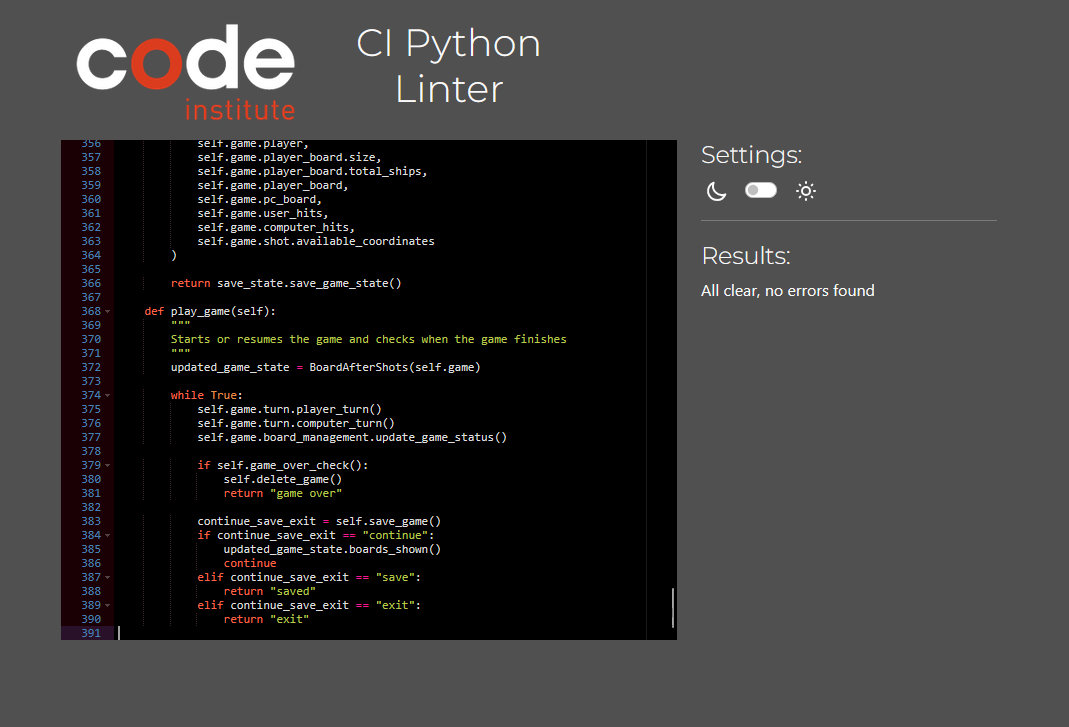 code
institute
CI Python
Linter
356 self.game.player,
357 self.game.player_board.size,
358 self.game.player_board.total_ships,
359 self.game.player_board,
360 self.game.pc_board,
361 self.game.user_hits,
362 self.game.computer_hits,
363 self.game.shot.available_coordinates
364 )
365
366 return save_state.save_game_state()
367
368 def play_game(self):
369 """
370 Starts or resumes the game and checks when the game finishes
371 """
372 updated_game_state = BoardAfterShots(self.game)
373
374 while True:
375 self.game.turn.player_turn()
376 self.game.turn.computer_turn()
377 self.game.board_management.update_game_status()
378
379 if self.game_over_check():
380 self.delete_game()
381 return "game over"
382
383 continue_save_exit = self.save_game()
384 if continue_save_exit == "continue":
385 updated_game_state.boards_shown()
386 continue
387 elif continue_save_exit == "save":
388 return "saved"
389 elif continue_save_exit == "exit":
390 return "exit"
391
Settings:
Results:
All clear, no errors found